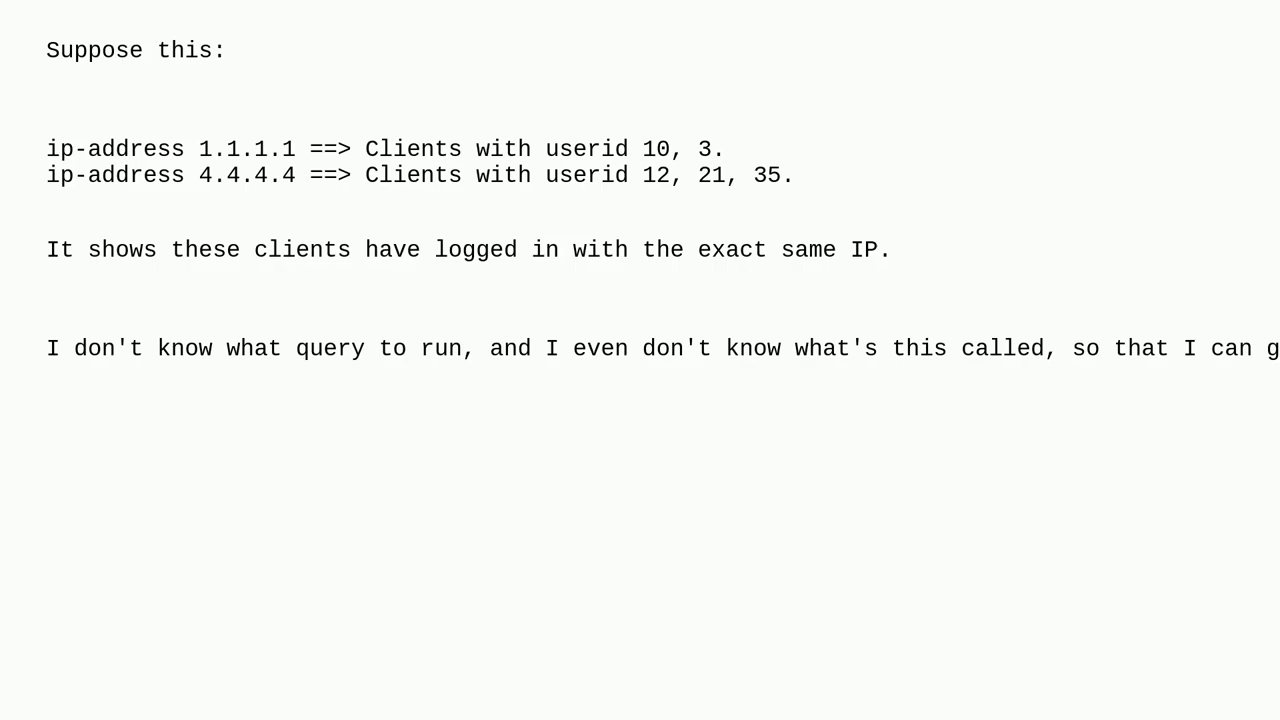 Suppose this:
ip-address 1.1.1.1 ==> Clients with userid 10, 3.
ip-address 4.4.4.4 ==> Clients with userid 12, 21, 35.
It shows these clients have logged in with the exact same IP.
I don't know what query to run, and I even don't know what's this called, so that I can g